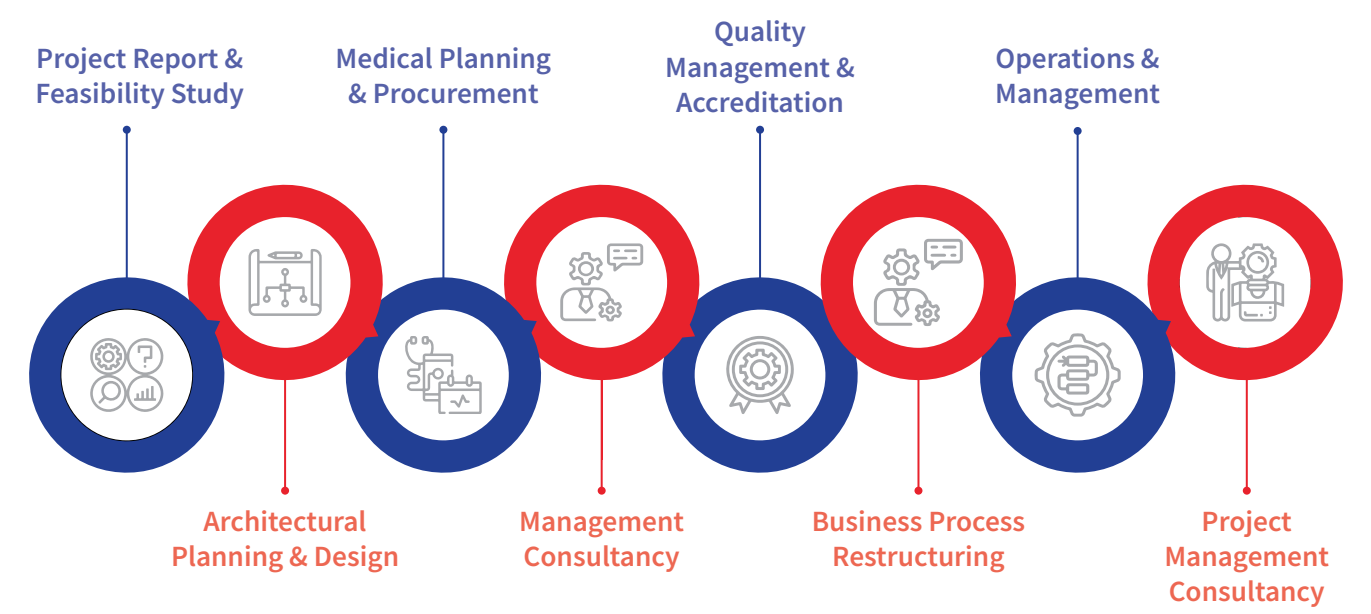 Project Report &
Feasibility Study
Medical Planning
& Procurement
Quality
Management &
Accreditation
Operations &
Management
Architectural
Planning & Design
Management
Consultancy
Business Process
Restructuring
Project
Management
Consultancy